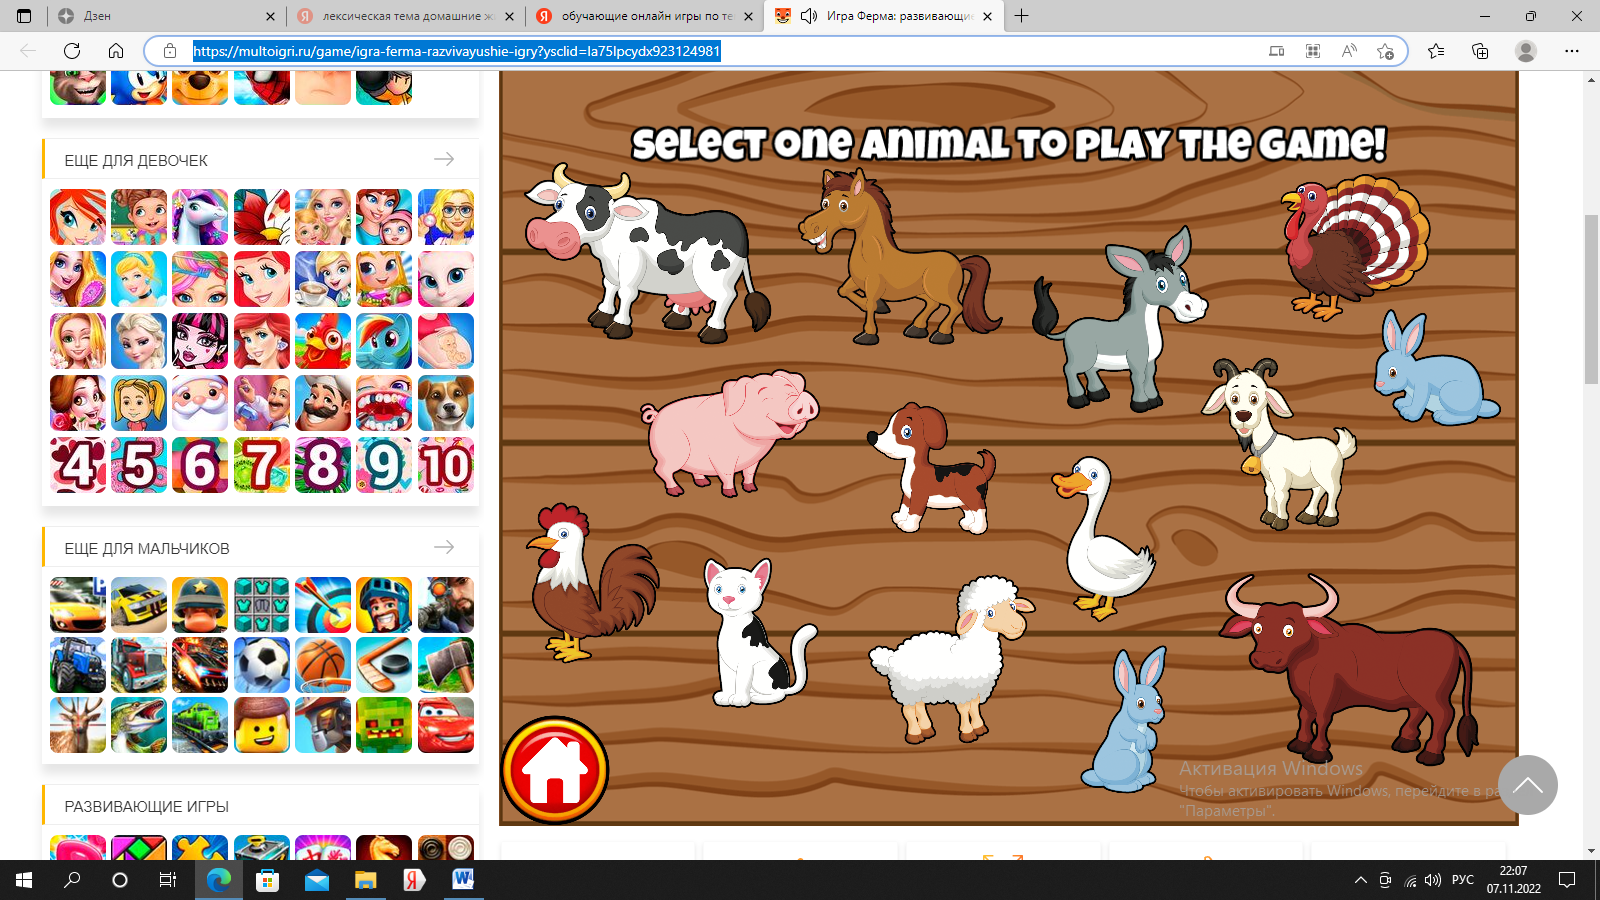 Дзен
лексическая тема домашние ж
обучающие онлайн игры по те
Игра Ферма: развивающие
https://multoigri.ru/game/igra-ferma-razvivayushie-igry?ysclid=la75lpcydx923124981
ЕЩЕ ДЛЯ ДЕВОЧЕК
4 5 6 7 8 9 10
ЕЩЕ ДЛЯ МАЛЬЧИКОВ
РАЗВИВАЮЩИЕ ИГРЫ
SELECT ONE ANIMAL TO PLAY THE GAME!
Активация Windows
Чтобы активировать Windows, перейдите в ра
"Параметры".
РУС
22:07
07.11.2022